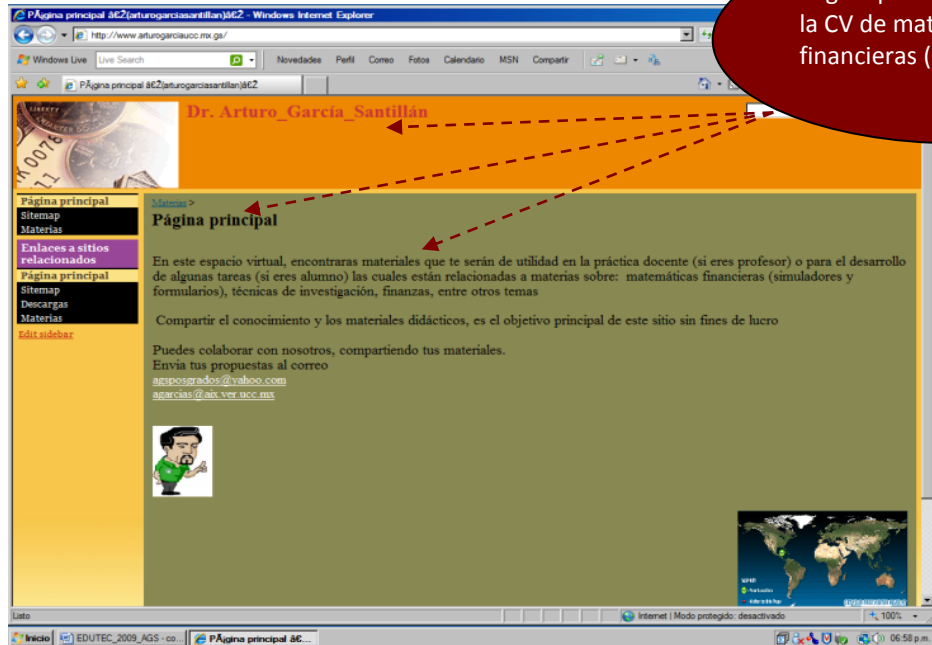 PÃ¡gina principal â€Ž(arturogarciasantillan)â€Ž - Windows Internet Explorer
http://www.arturogarciaucc.mx.gs/
Windows Live
Live Search
Novedades Perfil Correo Fotos Calendario MSN Compartir
PÃ¡gina principal â€Ž(arturogarciasantillan)â€Ž
la CV de mat
financieras (
Dr. Arturo_García_Santillán
Página principal
Sitemap
Materias
Enlaces a sitios
relacionados
Página principal
Sitemap
Descargas
Materias
Edit sidebar
Materias >
Página principal
En este espacio virtual, encontraras materiales que te serán de utilidad en la práctica docente (si eres profesor) o para el desarrollo
de algunas tareas (si eres alumno) las cuales están relacionadas a materias sobre: matemáticas financieras (simuladores y
formularios), técnicas de investigación, finanzas, entre otros temas
Compartir el conocimiento y los materiales didácticos, es el objetivo principal de este sitio sin fines de lucro
Puedes colaborar con nosotros, compartiendo tus materiales.
Envia tus propuestas al correo
agsposgrados@yahoo.com
agarcias@aix.ver.ucc.mx
Listo
Internet | Modo protegido: desactivado
100%
Inicio
EDUTEC_2009_AGS - co...
PÃ¡gina principal â€...
06:58 p.m.